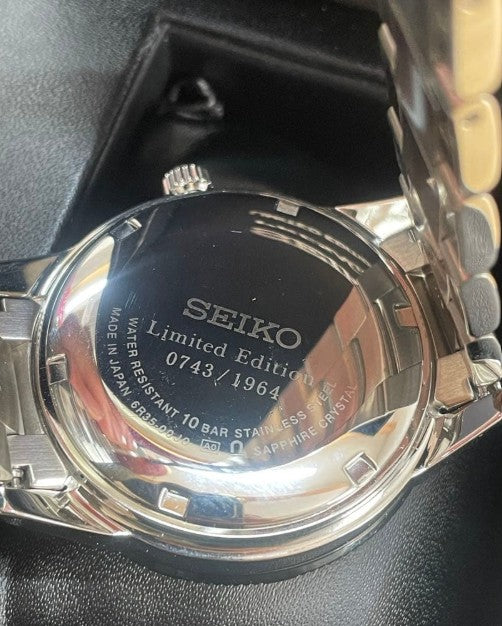 SEIKO
Limited Edition
0743/1964
WATER RESISTANT 10 BAR STAINLESS STEEL
MADE IN JAPAN SAPPHIRE CRYSTAL